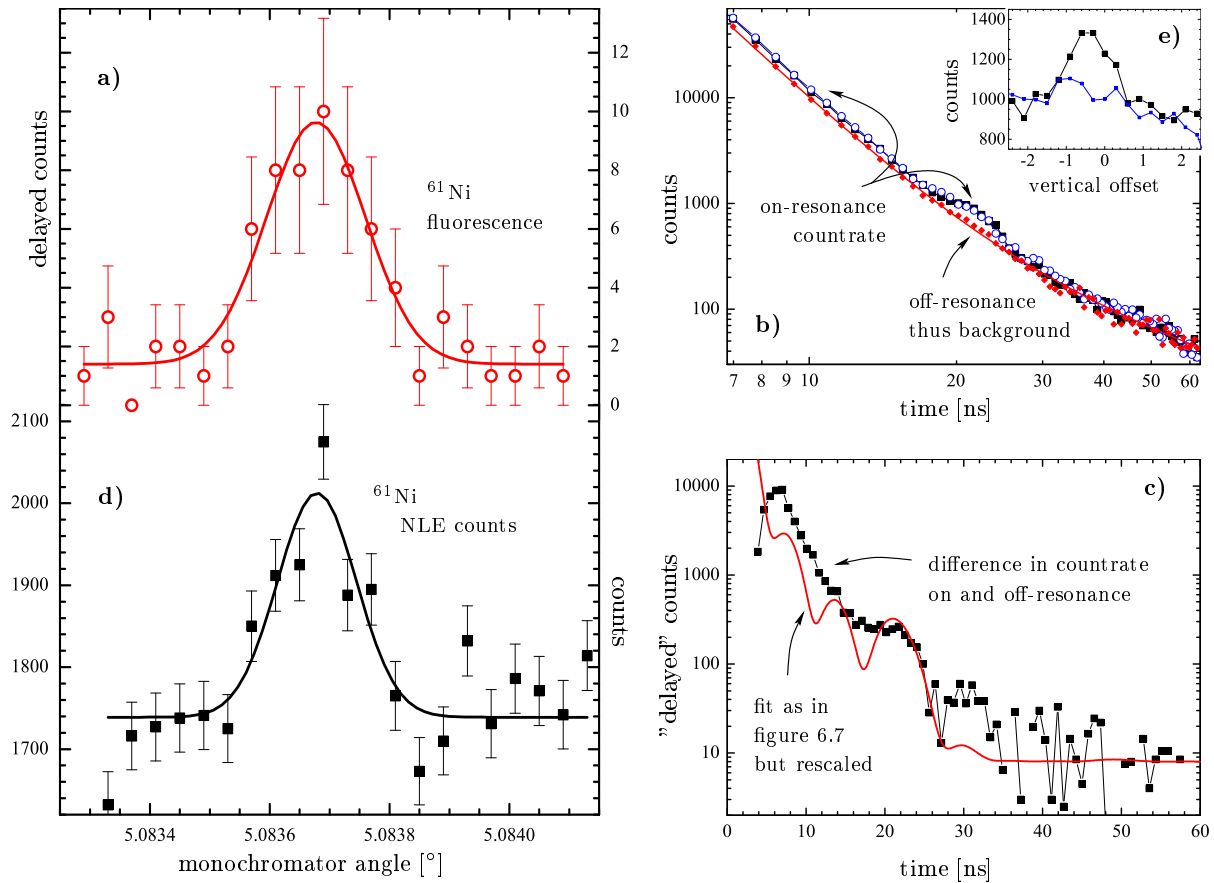 a)
delayed counts
61Ni
fluorescence
12
10
8
6
4
2
0
d)
61Ni
NLE counts
counts
2100
2000
1900
1800
1700
5.0834
5.0836
5.0838
5.0840
monochromator angle [°]
e)
counts
1400
1200
1000
800
-2
-1
0
1
2
vertical offset
b)
counts
10000
1000
100
on-resonance
countrate
off-resonance
thus background
7
8
9
10
20
30
40
50
60
time [ns]
c)
"delayed" counts
10000
1000
100
10
difference in countrate
on and off-resonance
fit as in
figure 6.7
but rescaled
0
10
20
30
40
50
60
time [ns]